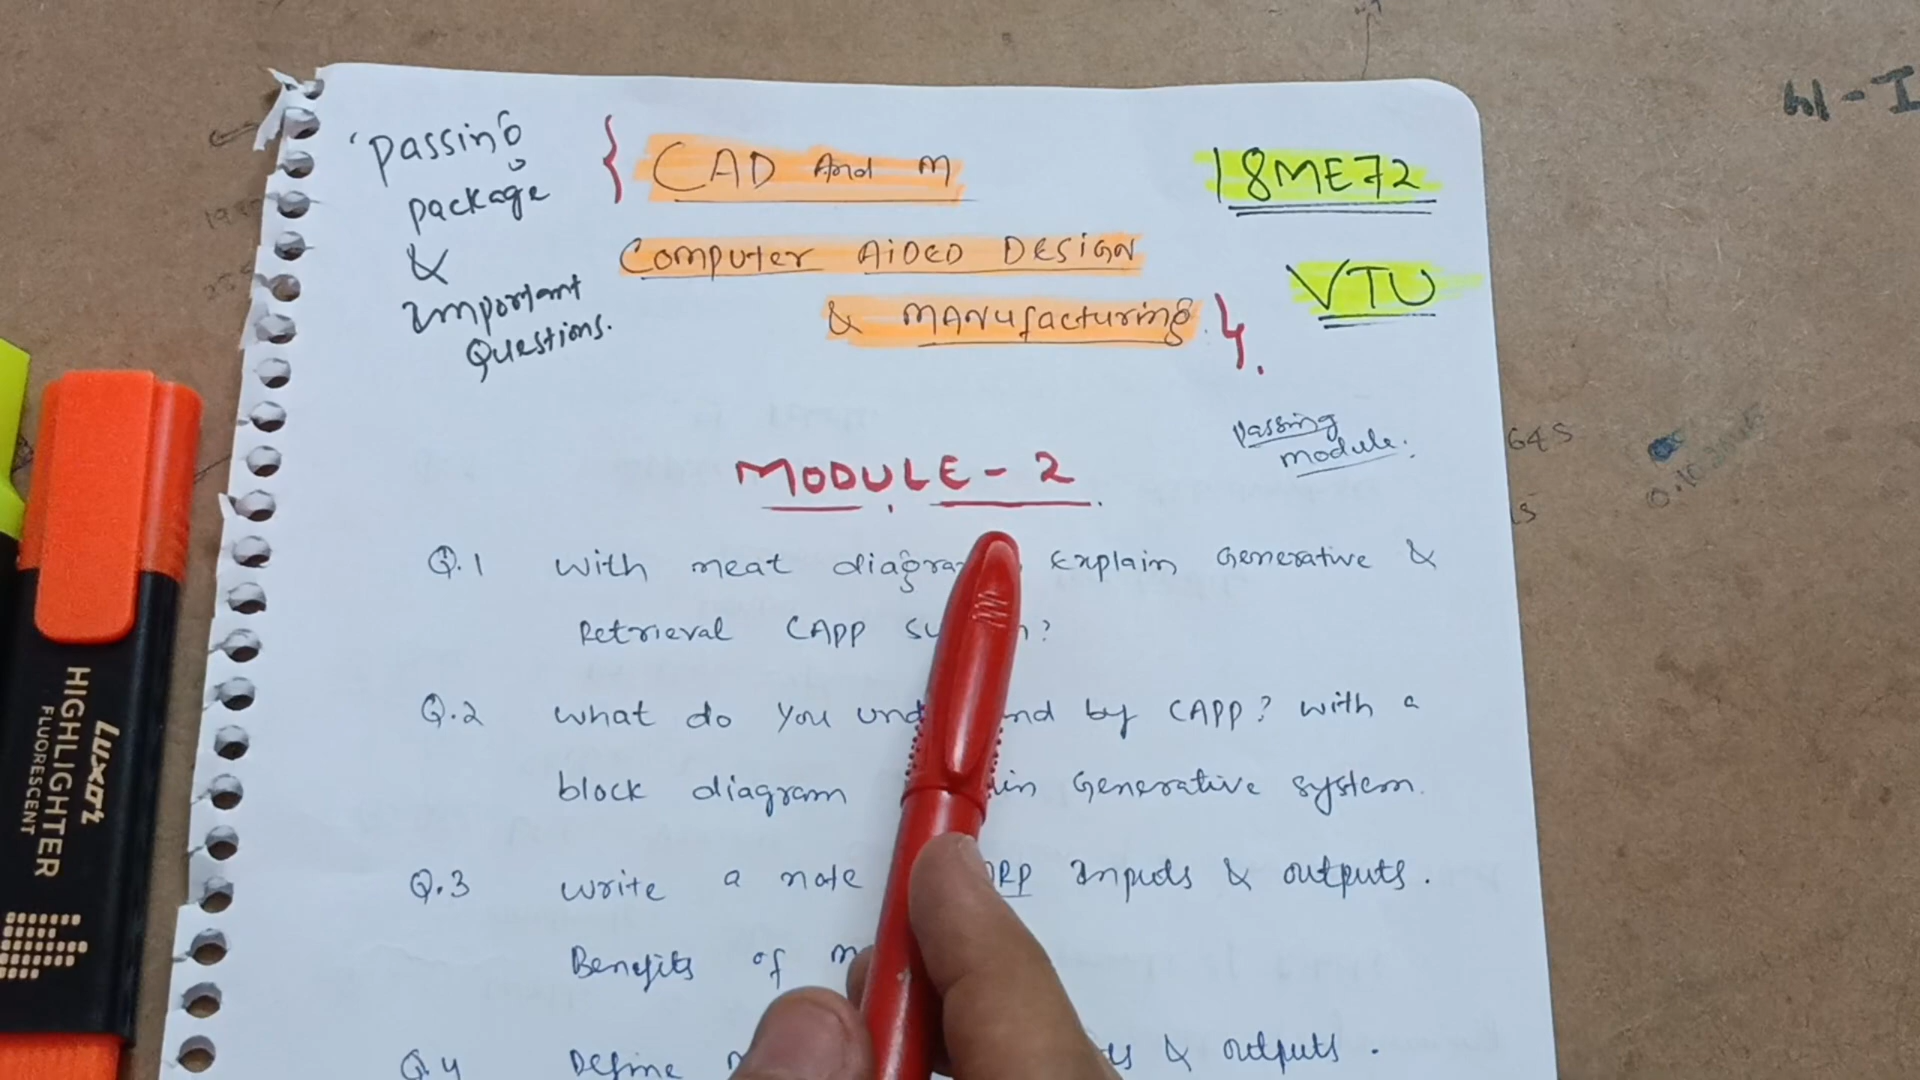 'Passing
package
&
Important
Questions.
CAD And M
Computer AiDED DESIGN
& MANufacturing.
18ME72
VTU
Passing
module.
MODULE - 2
Q.1 With neat diagram explain Generative &
Retrieval CAPP
Q.2 What do you by CAPP? With a
block diagram Generative system.
Q.3 Write a note Inputs & outputs.
Benefits of
Q.4 Define & outputs.
LUXOR
HIGHLIGHTER
FLUORESCENT
64S